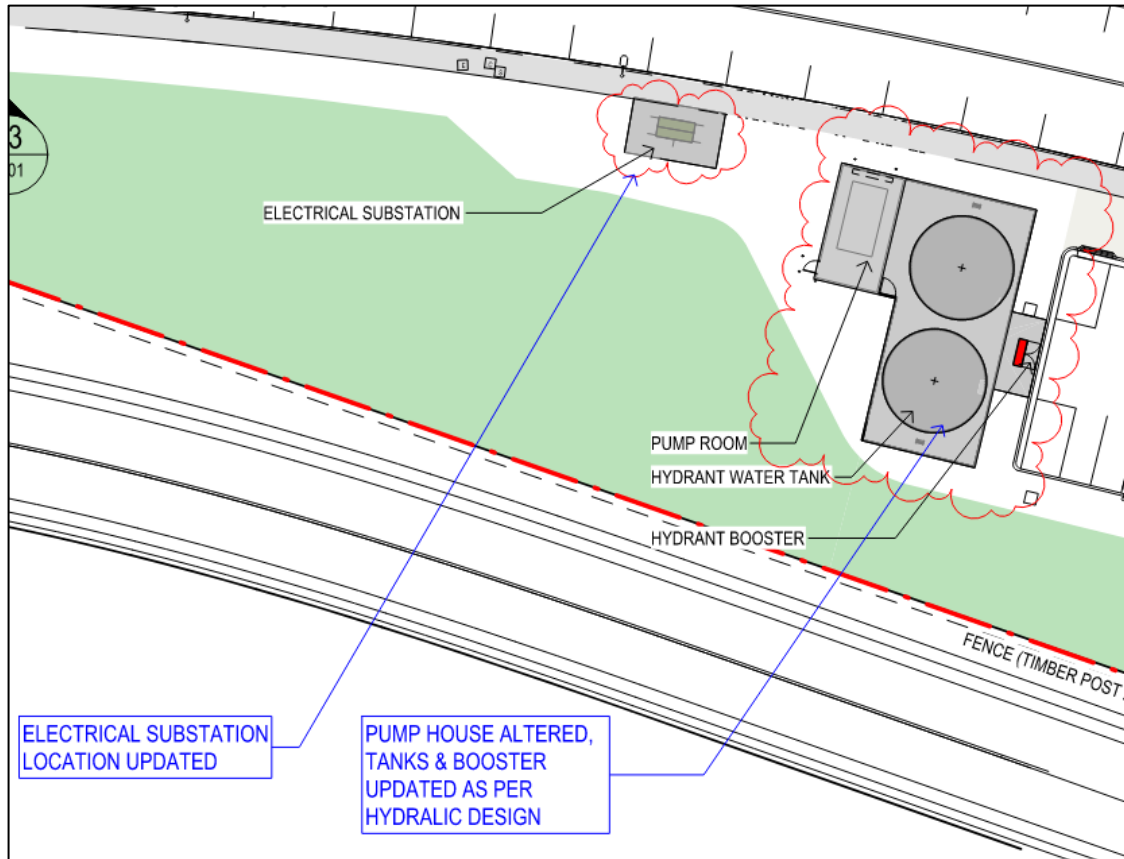 3
01
ELECTRICAL SUBSTATION
PUMP ROOM
HYDRANT WATER TANK
HYDRANT BOOSTER
FENCE (TIMBER POST
ELECTRICAL SUBSTATION
LOCATION UPDATED
PUMP HOUSE ALTERED,
TANKS & BOOSTER
UPDATED AS PER
HYDRALIC DESIGN